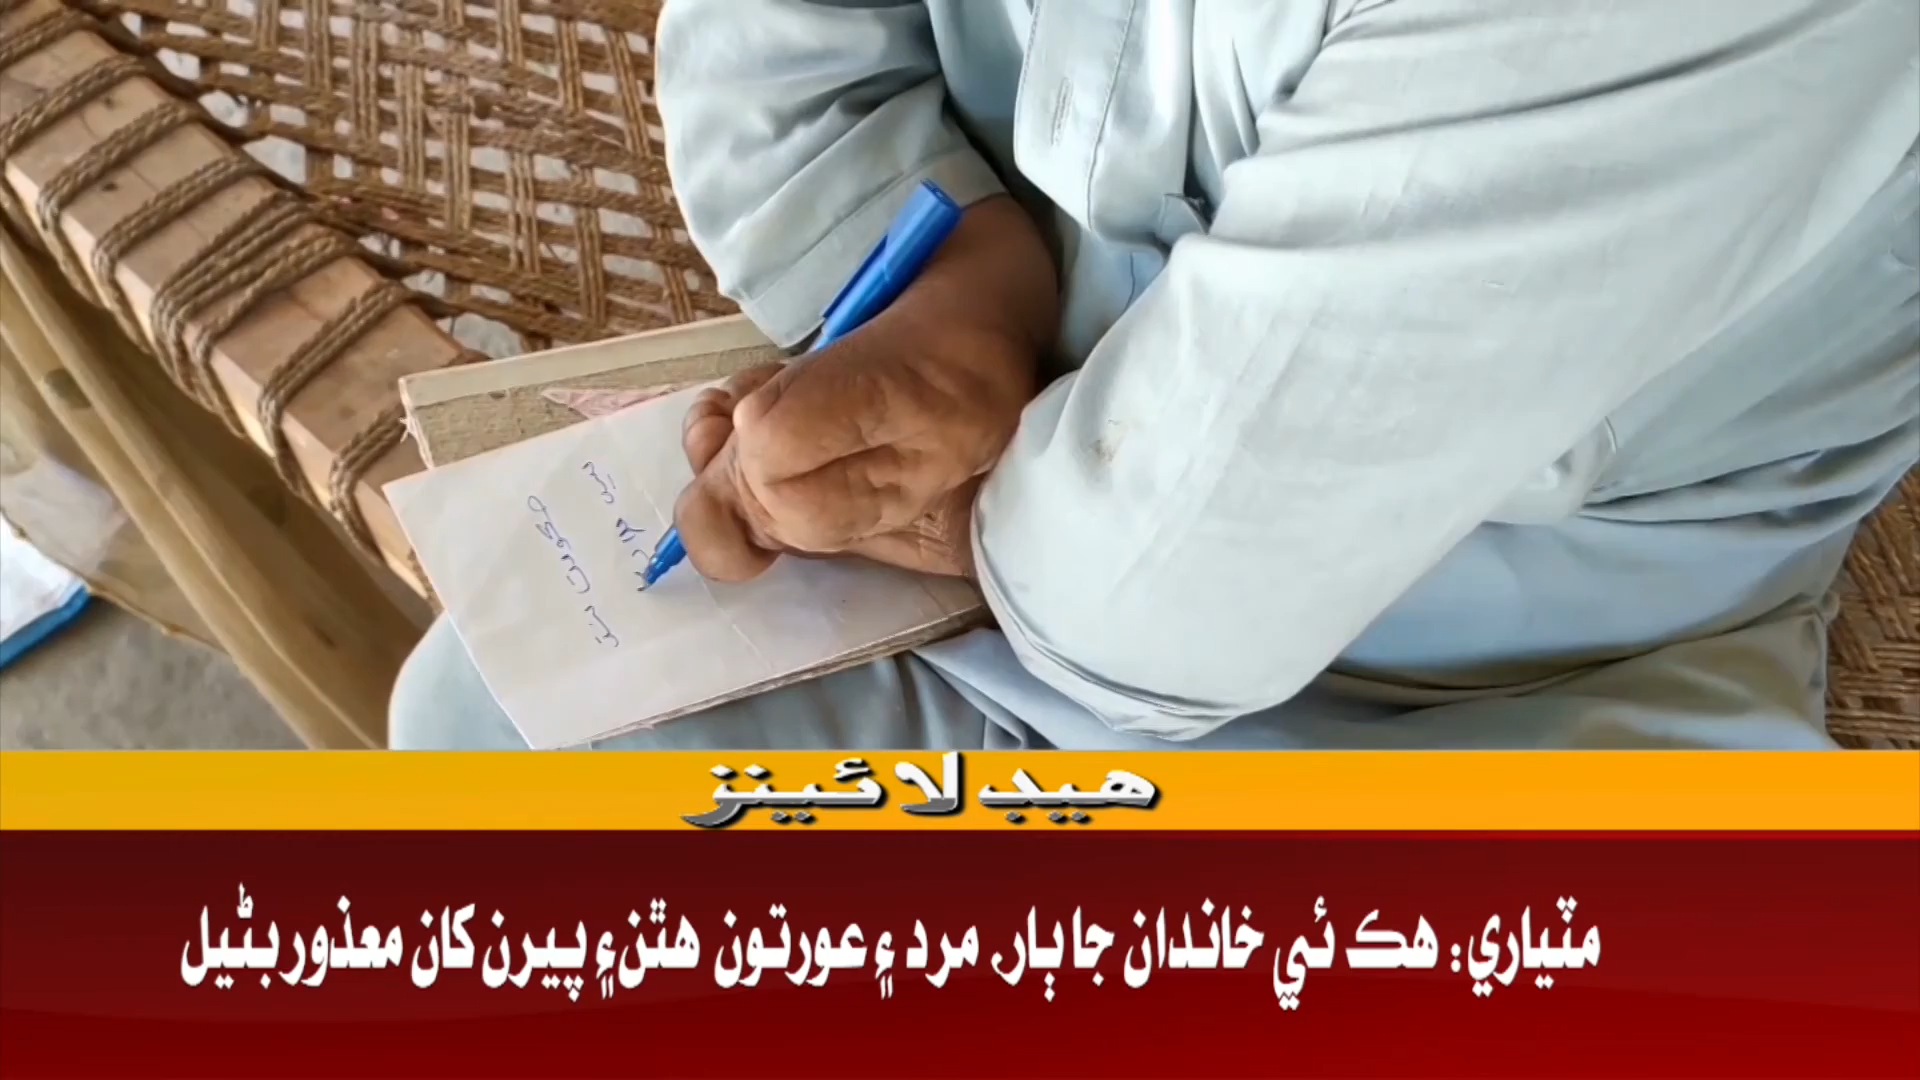 هيڊ لائينز
مٽياري: هڪ ئي خاندان جا ٻار، مرد ۽ عورتون هٿن ۽ پيرن کان معذور بڻيل